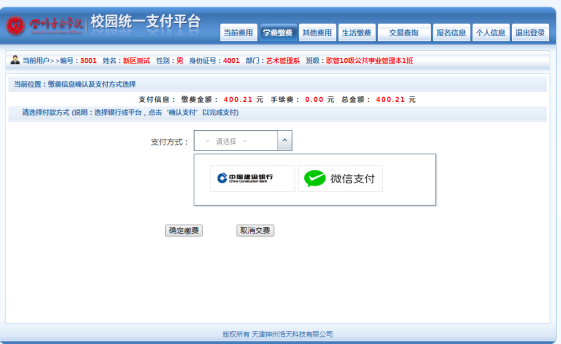 校园统一支付平台
当前费用 学费缴费 其他费用 生活缴费 交易查询 报名信息 个人信息 退出登录
当前用户>>编号:3001 姓名:新区测试 性别:男 身份证号:4001 部门:艺术管理系 班级:歌管10级公共事业管理本1班
当前位置:缴费信息确认及支付方式选择
支付信息: 缴费金额: 400.21 元 手续费: 0.00 元 总金额: 400.21 元
请选择付款方式 (说明:选择银行或平台,点击 '确认支付' 以完成支付)
支付方式: - 请选择 -
中国建设银行 微信支付
China Construction Bank
确定缴费 取消交费
版权所有 天津神州浩天科技有限公司